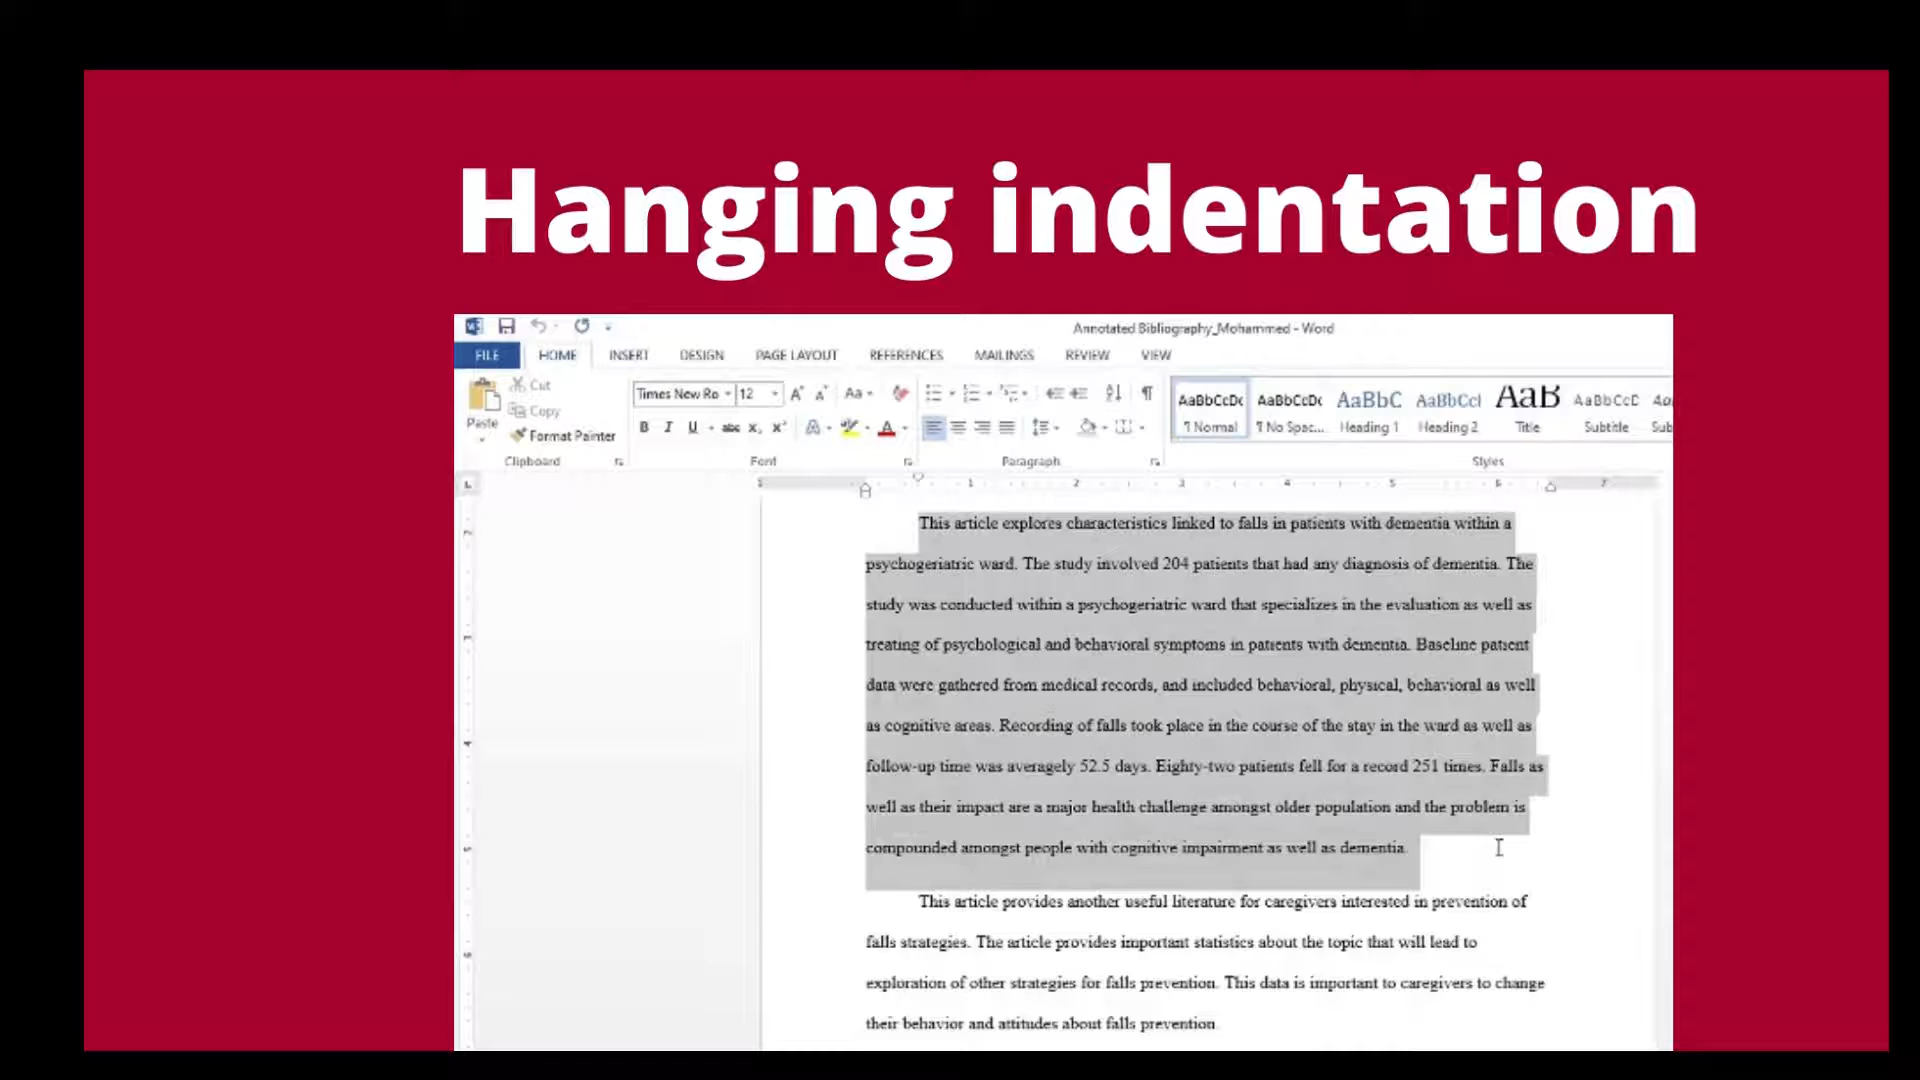 Hanging indentation
Annotated Bibliography_Mohammed - Word
FILE HOME INSERT DESIGN PAGE LAYOUT REFERENCES MAILINGS REVIEW VIEW
Cut
Copy
Paste
Format Painter
Clipboard
Times New Ro 12
B I U abc
Font
Paragraph
AaBbCcDc AaBbCcDc AaBbC AaBbCcI AaB AaBbCcD
¶ Normal ¶ No Spac... Heading 1 Heading 2 Title Subtitle Sub
Styles
1 1 2 3 4 5 6 7
This article explores characteristics linked to falls in patients with dementia within a
psychogeriatric ward. The study involved 204 patients that had any diagnosis of dementia. The
study was conducted within a psychogeriatric ward that specializes in the evaluation as well as
treating of psychological and behavioral symptoms in patients with dementia. Baseline patient
data were gathered from medical records, and included behavioral, physical, behavioral as well
as cognitive areas. Recording of falls took place in the course of the stay in the ward as well as
follow-up time was averagely 52.5 days. Eighty-two patients fell for a record 251 times. Falls as
well as their impact are a major health challenge amongst older population and the problem is
compounded amongst people with cognitive impairment as well as dementia.
This article provides another useful literature for caregivers interested in prevention of
falls strategies. The article provides important statistics about the topic that will lead to
exploration of other strategies for falls prevention. This data is important to caregivers to change
their behavior and attitudes about falls prevention.